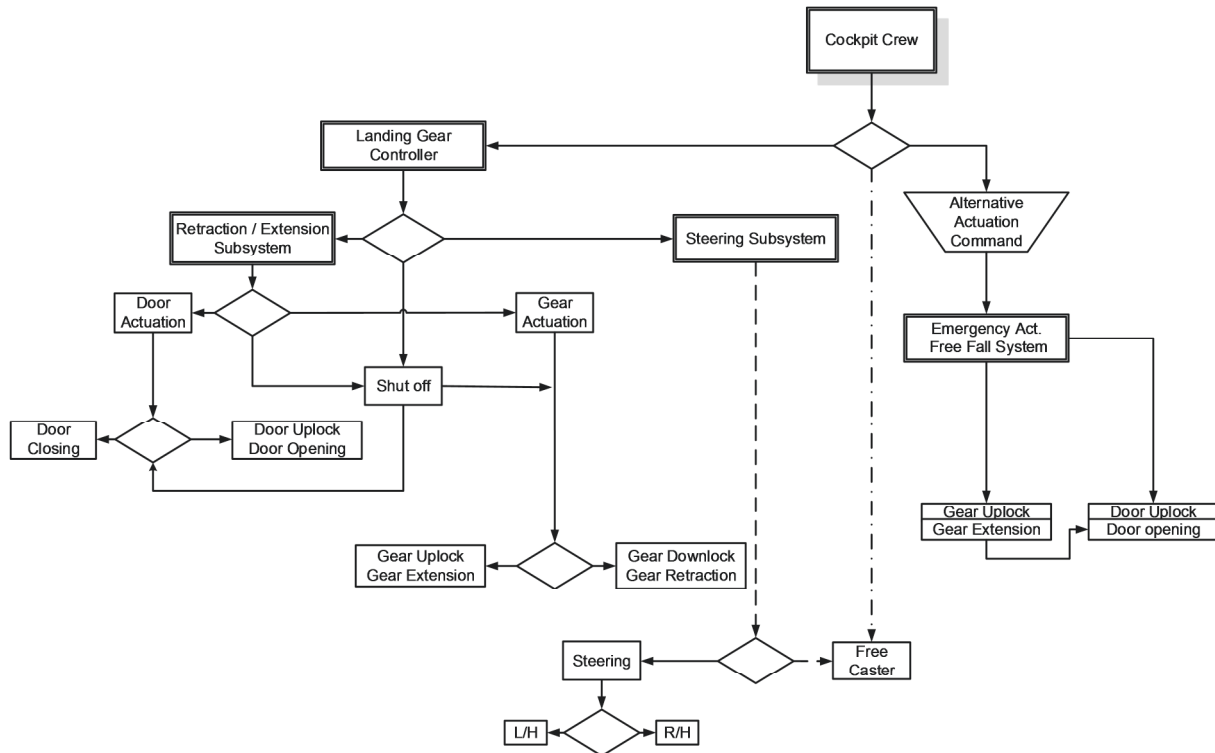 Cockpit Crew
Landing Gear
Controller
Alternative
Actuation
Command
Retraction / Extension
Subsystem
Steering Subsystem
Door
Actuation
Gear
Actuation
Emergency Act.
Free Fall System
Shut off
Door
Closing
Door Uplock
Door Opening
Gear Uplock
Gear Extension
Door Uplock
Door opening
Gear Uplock
Gear Extension
Gear Downlock
Gear Retraction
Steering
Free
Caster
L/H
R/H